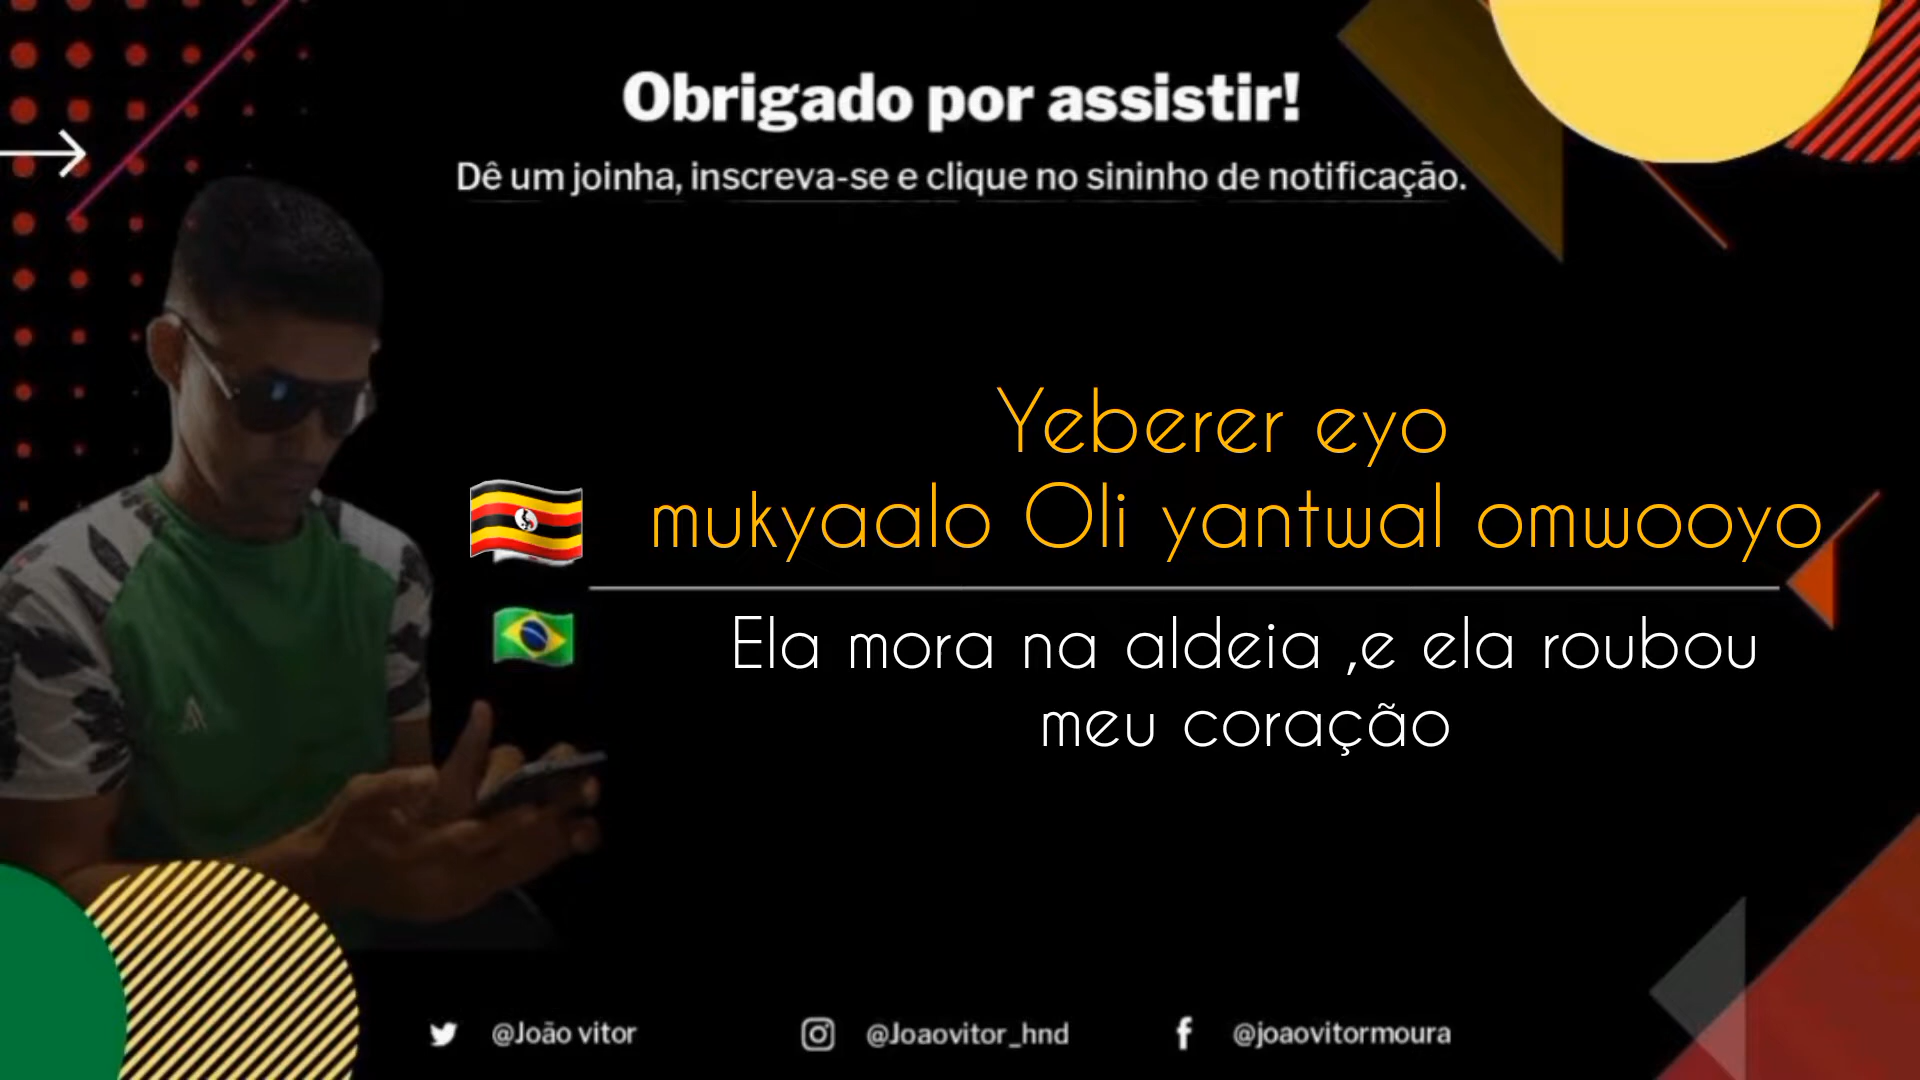 Obrigado por assistir!
Dê um joinha, inscreva-se e clique no sininho de notificação.
Yeberer eyo
mukyaalo Oli yantwal omwooyo
Ela mora na aldeia ,e ela roubou
meu coração
@João vitor
@Joaovitor_hnd
@joaovitormoura